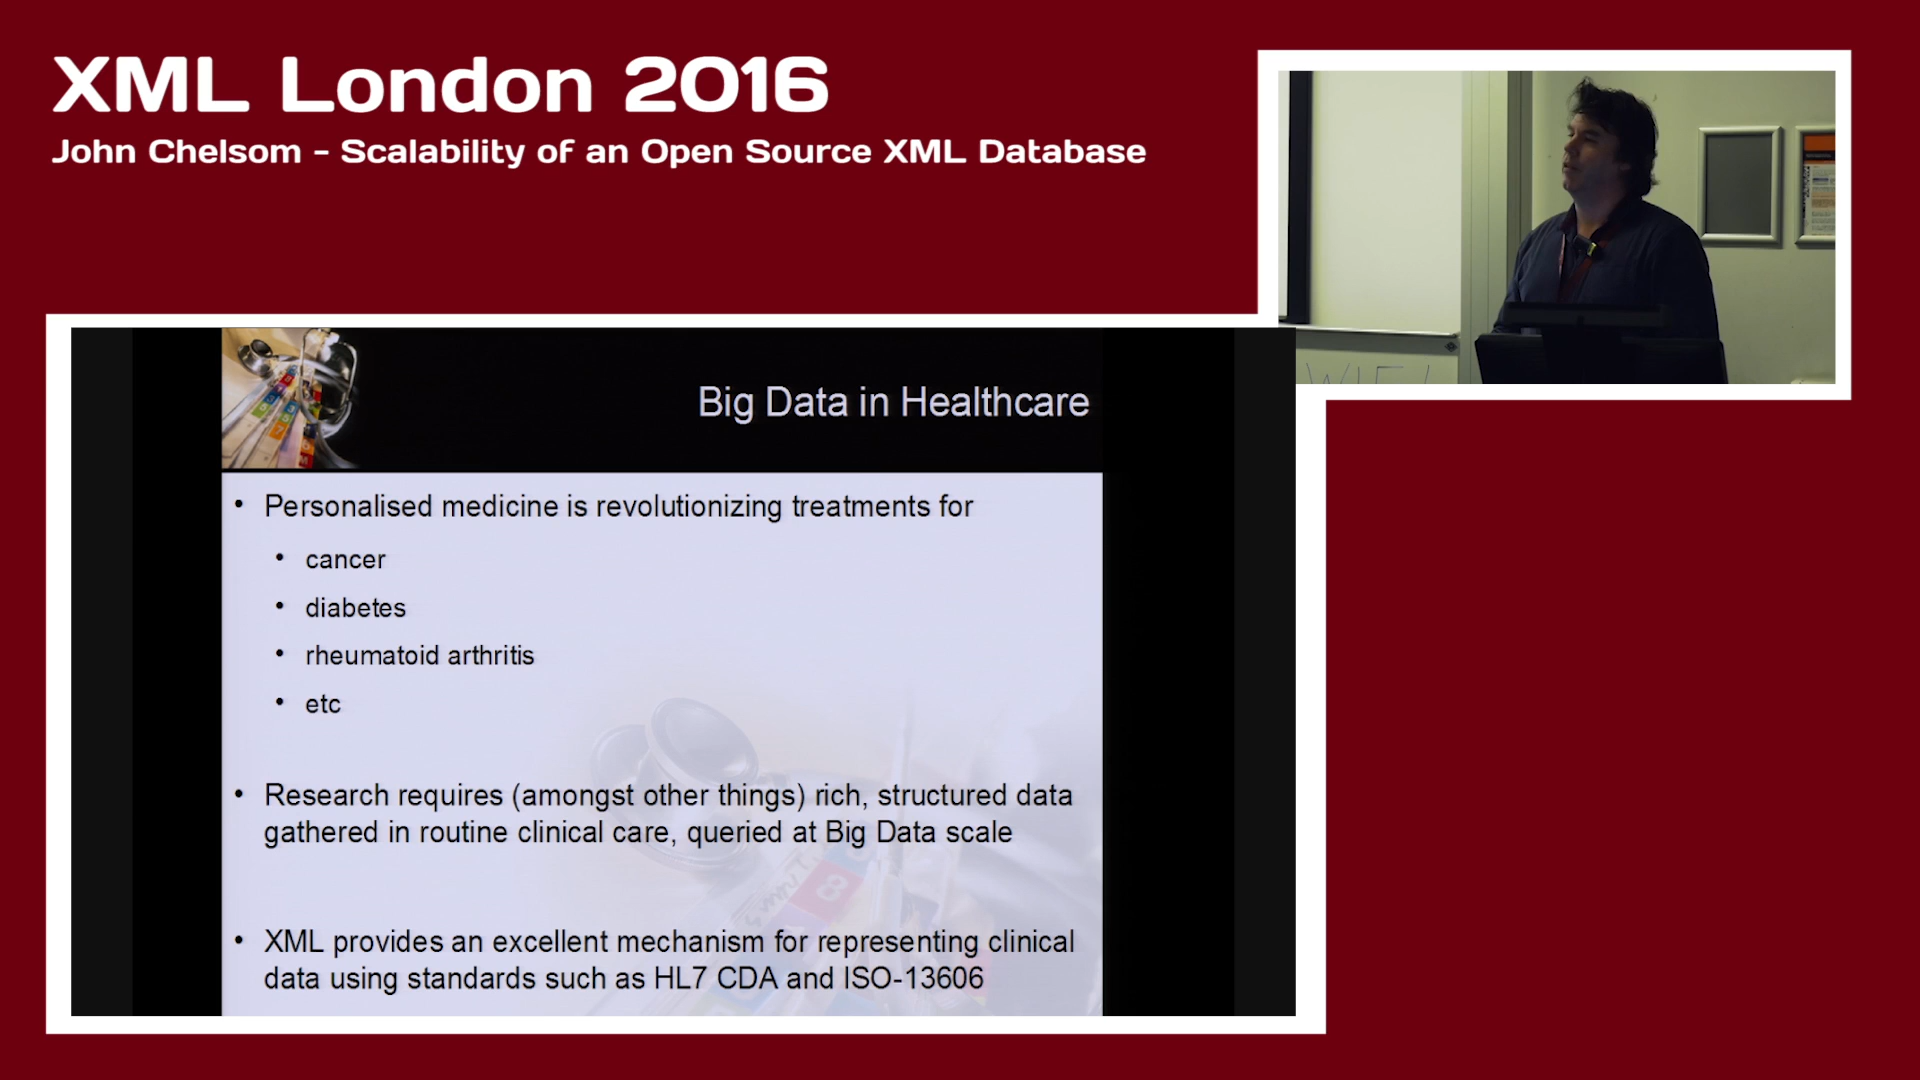 XML London 2016
John Chelsom - Scalability of an Open Source XML Database
Big Data in Healthcare
• Personalised medicine is revolutionizing treatments for
• cancer
• diabetes
• rheumatoid arthritis
• etc
• Research requires (amongst other things) rich, structured data
gathered in routine clinical care, queried at Big Data scale
• XML provides an excellent mechanism for representing clinical
data using standards such as HL7 CDA and ISO-13606